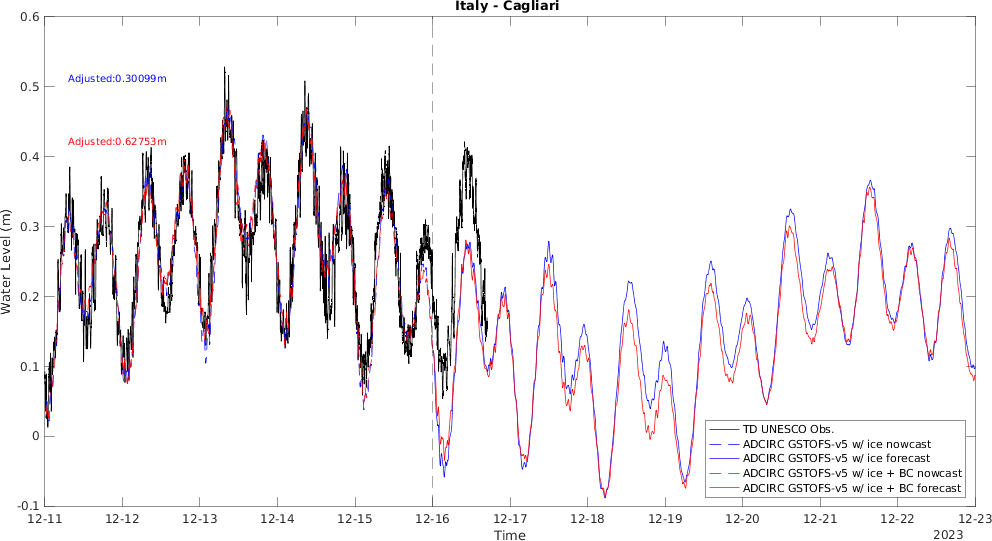 Italy - Cagliari
0.6
0.5
0.4
0.3
0.2
0.1
0
-0.1
Water Level (m)
Adjusted:0.30099m
Adjusted:0.62753m
TD UNESCO Obs.
ADCIRC GSTOFS-v5 w/ ice nowcast
ADCIRC GSTOFS-v5 w/ ice forecast
ADCIRC GSTOFS-v5 w/ ice + BC nowcast
ADCIRC GSTOFS-v5 w/ ice + BC forecast
12-11 12-12 12-13 12-14 12-15 12-16 12-17 12-18 12-19 12-20 12-21 12-22 12-23
Time
2023